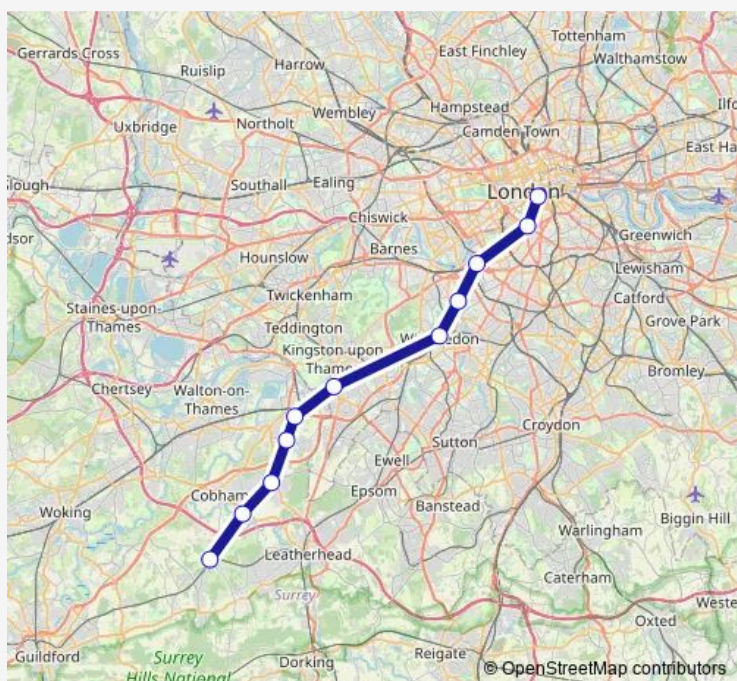 Tottenham
Gerrards Cross
East Finchley
Walthamstow
Ruislip
Harrow
Hampstead
Wembley
Uxbridge
Northolt
Camden Town
East Ha
Slough
Southall
Ealing
London
Chiswick
Barnes
Greenwich
dsor
Hounslow
Lewisham
Staines-upon-
Thames
Twickenham
Catford
Teddington
Grove Park
Kingston upon
Thame
Bromley
Chertsey
Walton-on-
Thames
Croydon
Sutton
Ewell
Epsom
Cobham
Banstead
Woking
Biggin Hill
Warlingham
Leatherhead
Caterham
Surrey
Weste
Oxted
Guildford
Surrey
Hills National
Dorking
Reigate
© OpenStreetMap contributors